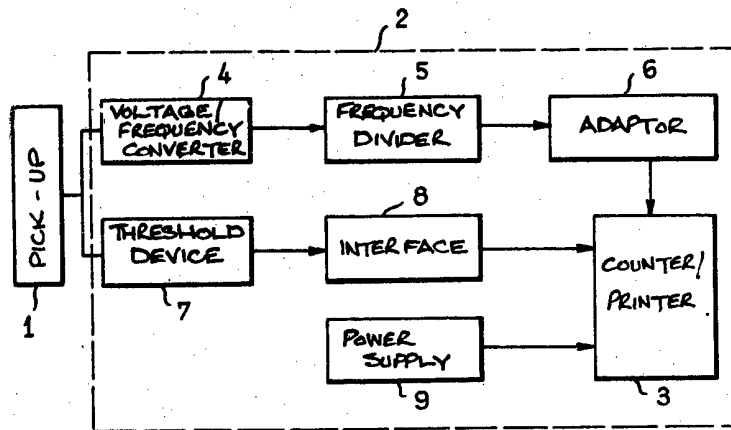 2
4
5
6
VOLTAGE/
FREQUENCY
CONVERTER
FREQUENCY
DIVIDER
ADAPTOR
PICK-UP
1
THRESHOLD
DEVICE
7
8
INTERFACE
COUNTER/
PRINTER
3
POWER
SUPPLY
9